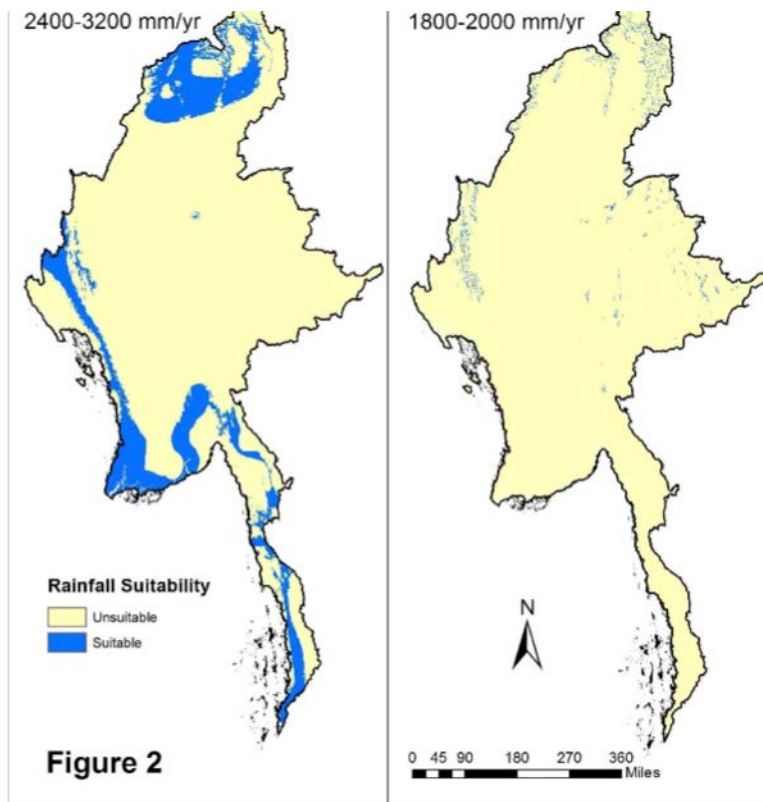 2400-3200 mm/yr
1800-2000 mm/yr
Rainfall Suitability
Unsuitable
Suitable
N
Figure 2
0 45 90 180 270 360
Miles